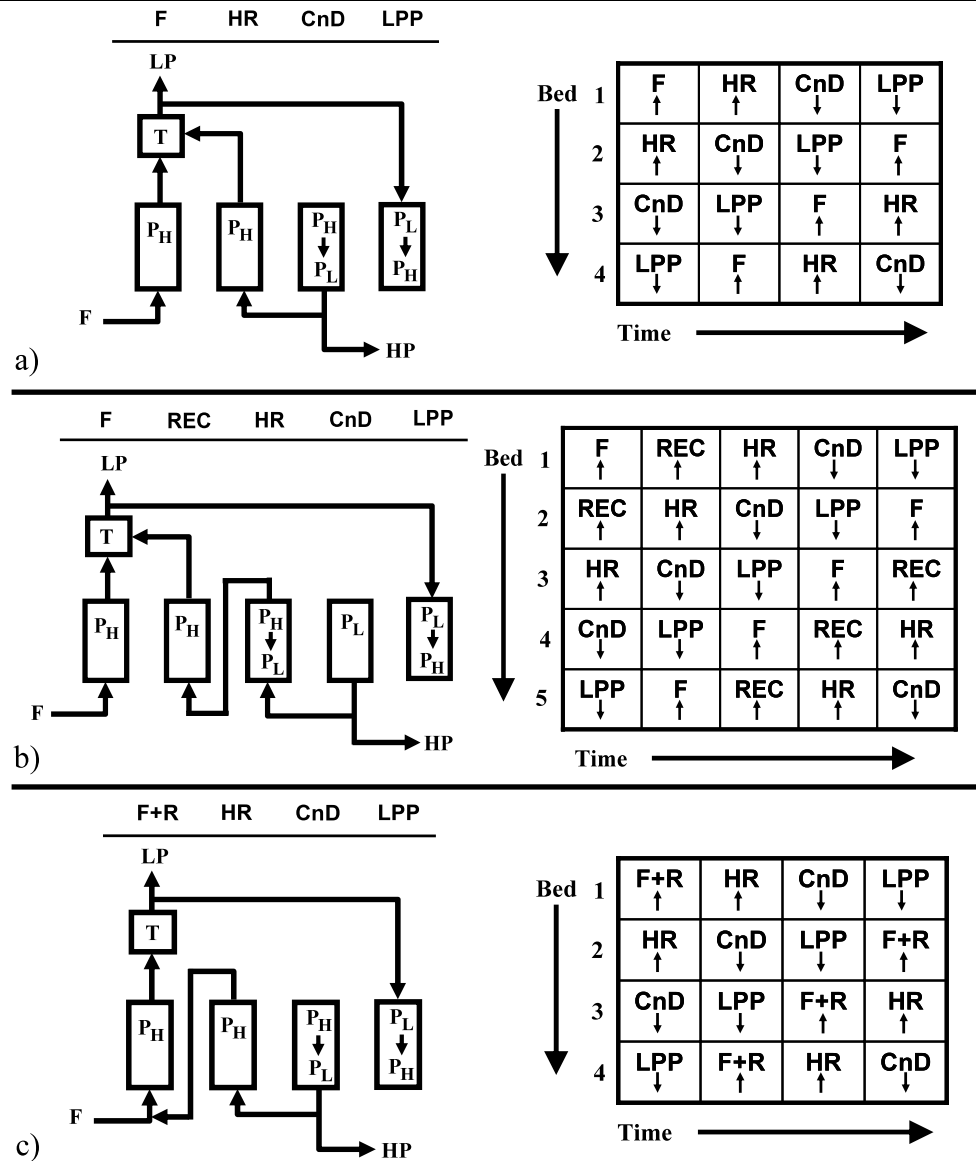 F HR CnD LPP
LP
T
P_H P_H P_H P_L
P_L P_H
F
HP
a)
Bed 1 F HR CnD LPP
2 HR CnD LPP F
3 CnD LPP F HR
4 LPP F HR CnD
Time
F REC HR CnD LPP
LP
T
P_H P_H P_H P_L P_L
P_L P_H
F
HP
b)
Bed 1 F REC HR CnD LPP
2 REC HR CnD LPP F
3 HR CnD LPP F REC
4 CnD LPP F REC HR
5 LPP F REC HR CnD
Time
F+R HR CnD LPP
LP
T
P_H P_H P_H P_L
P_L P_H
F
HP
c)
Bed 1 F+R HR CnD LPP
2 HR CnD LPP F+R
3 CnD LPP F+R HR
4 LPP F+R HR CnD
Time